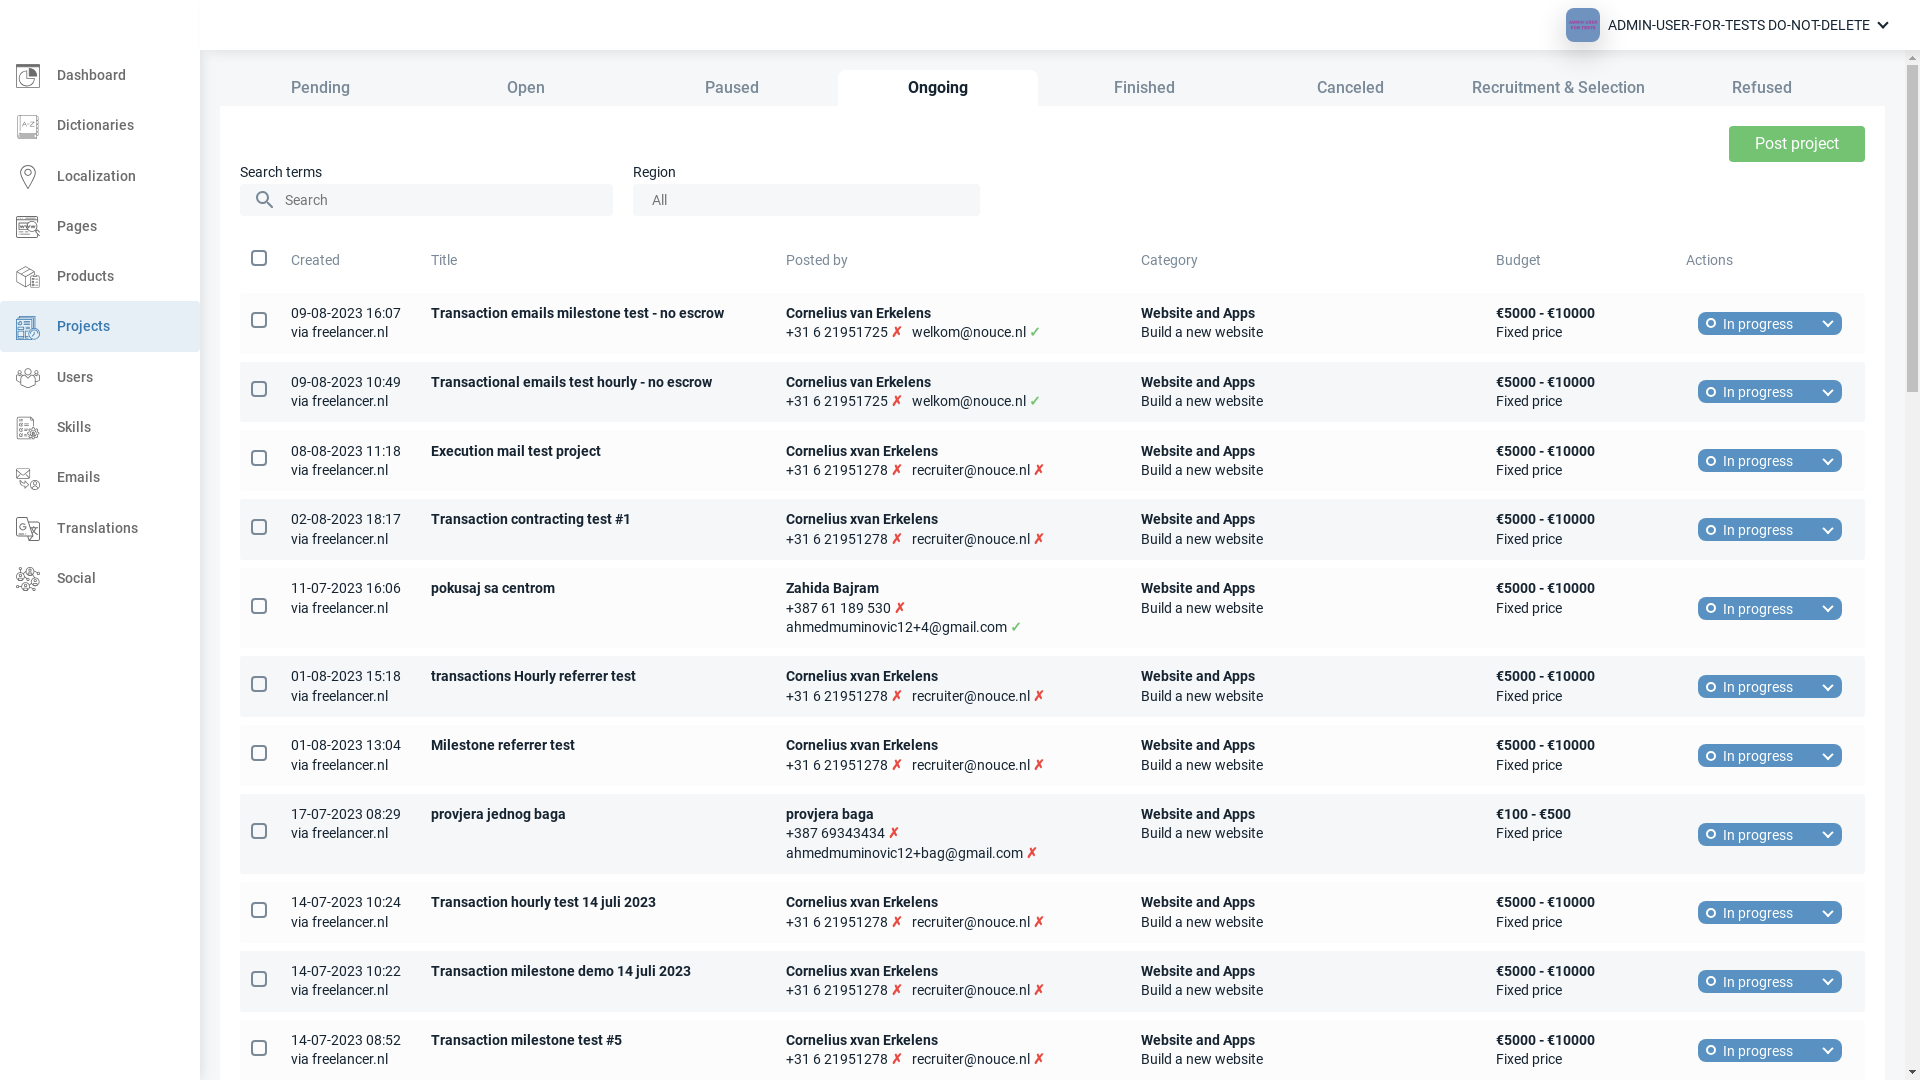 ADMIN-USER-FOR-TESTS DO-NOT-DELETE
Dashboard
Dictionaries
Localization
Pages
Products
Projects
Users
Skills
Emails
Translations
Social
Pending Open Paused Ongoing Finished Canceled Recruitment & Selection Refused
Post project
Search terms Region
Search All
Created Title Posted by Category Budget Actions
09-08-2023 16:07 Transaction emails milestone test - no escrow Cornelius van Erkelens Website and Apps €5000 - €10000 In progress
via freelancer.nl +31 6 21951725 ✗ welkom@nouce.nl ✓ Build a new website Fixed price
09-08-2023 10:49 Transactional emails test hourly - no escrow Cornelius van Erkelens Website and Apps €5000 - €10000 In progress
via freelancer.nl +31 6 21951725 ✗ welkom@nouce.nl ✓ Build a new website Fixed price
08-08-2023 11:18 Execution mail test project Cornelius xvan Erkelens Website and Apps €5000 - €10000 In progress
via freelancer.nl +31 6 21951278 ✗ recruiter@nouce.nl ✗ Build a new website Fixed price
02-08-2023 18:17 Transaction contracting test #1 Cornelius xvan Erkelens Website and Apps €5000 - €10000 In progress
via freelancer.nl +31 6 21951278 ✗ recruiter@nouce.nl ✗ Build a new website Fixed price
11-07-2023 16:06 pokusaj sa centrom Zahida Bajram Website and Apps €5000 - €10000 In progress
via freelancer.nl +387 61 189 530 ✗ Build a new website Fixed price
ahmedmuminovic12+4@gmail.com ✓
01-08-2023 15:18 transactions Hourly referrer test Cornelius xvan Erkelens Website and Apps €5000 - €10000 In progress
via freelancer.nl +31 6 21951278 ✗ recruiter@nouce.nl ✗ Build a new website Fixed price
01-08-2023 13:04 Milestone referrer test Cornelius xvan Erkelens Website and Apps €5000 - €10000 In progress
via freelancer.nl +31 6 21951278 ✗ recruiter@nouce.nl ✗ Build a new website Fixed price
17-07-2023 08:29 provjera jednog baga provjera baga Website and Apps €100 - €500 In progress
via freelancer.nl +387 69343434 ✗ Build a new website Fixed price
ahmedmuminovic12+bag@gmail.com ✗
14-07-2023 10:24 Transaction hourly test 14 juli 2023 Cornelius xvan Erkelens Website and Apps €5000 - €10000 In progress
via freelancer.nl +31 6 21951278 ✗ recruiter@nouce.nl ✗ Build a new website Fixed price
14-07-2023 10:22 Transaction milestone demo 14 juli 2023 Cornelius xvan Erkelens Website and Apps €5000 - €10000 In progress
via freelancer.nl +31 6 21951278 ✗ recruiter@nouce.nl ✗ Build a new website Fixed price
14-07-2023 08:52 Transaction milestone test #5 Cornelius xvan Erkelens Website and Apps €5000 - €10000 In progress
via freelancer.nl +31 6 21951278 ✗ recruiter@nouce.nl ✗ Build a new website Fixed price